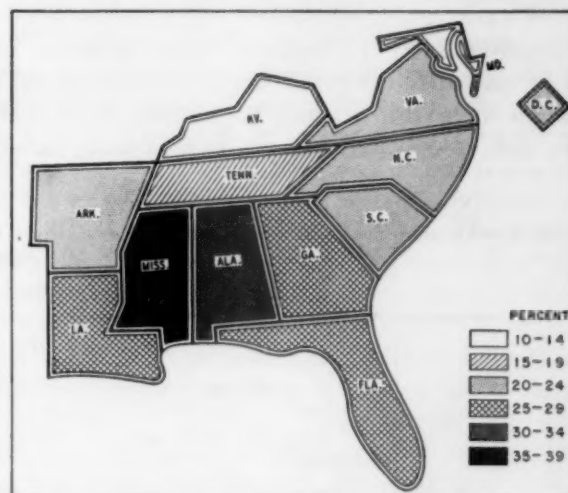 MD.
VA.
D.C.
KY.
N.C.
TENN.
ARK.
S.C.
MISS.
ALA.
GA.
LA.
FLA.
PERCENT
10-14
15-19
20-24
25-29
30-34
35-39